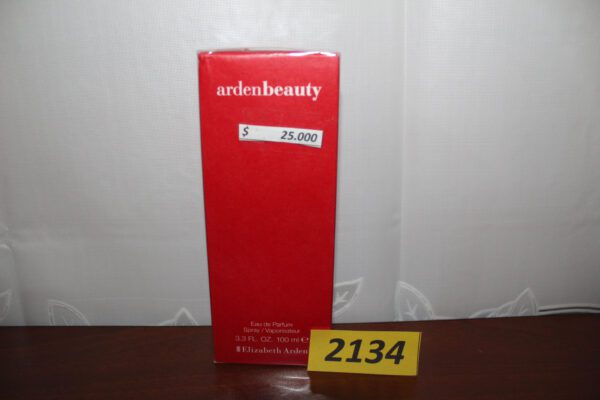 ardenbeauty
$ 25.000
Eau de Parfum
Spray / Vaporisateur
3.3 FL. OZ. 100 ml ℮
Elizabeth Arden
2134